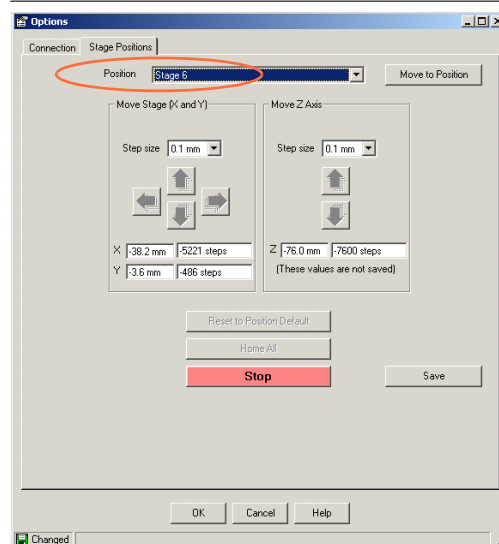 Options
Connection Stage Positions
Position Stage 6 Move to Position
Move Stage (X and Y) Move Z Axis
Step size 0.1 mm Step size 0.1 mm
X -38.2 mm -5221 steps Z -76.0 mm -7600 steps
Y -3.6 mm -486 steps (These values are not saved)
Reset to Position Default
Home All
Stop Save
OK Cancel Help
Changed